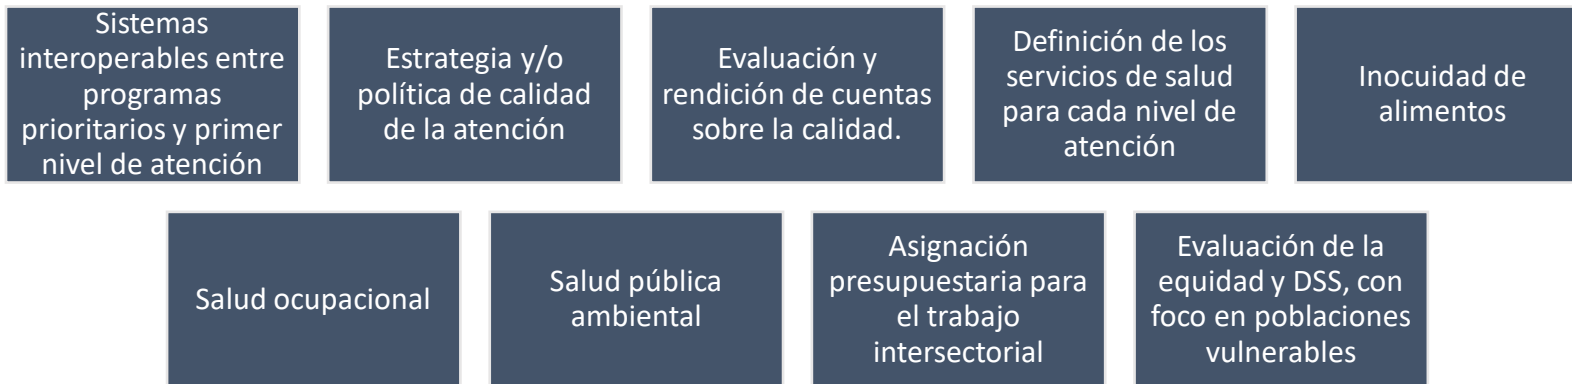 Sistemas
interoperables entre
programas
prioritarios y primer
nivel de atención
Estrategia y/o
política de calidad
de la atención
Evaluación y
rendición de cuentas
sobre la calidad.
Definición de los
servicios de salud
para cada nivel de
atención
Inocuidad de
alimentos
Salud ocupacional
Salud pública
ambiental
Asignación
presupuestaria para
el trabajo
intersectorial
Evaluación de la
equidad y DSS, con
foco en poblaciones
vulnerables